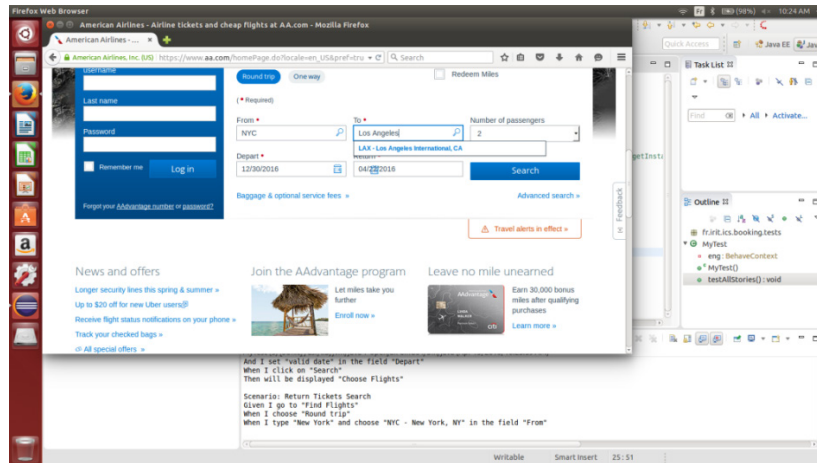 Firefox Web Browser
Fr
(98%)
10:24 AM
American Airlines - Airline tickets and cheap flights at AA.com - Mozilla Firefox
American Airlines - ...
American Airlines, Inc. (US)
https://www.aa.com/homePage.do?locale=en_US&pref=tru
Search
Quick Access
Java EE
Username
Round trip
One way
Redeem Miles
Task List
Last name
(• Required)
From •
To •
Number of passengers
Find
All
Activate...
NYC
Los Angeles
2
Password
LAX - Los Angeles International, CA
Depart •
Return •
Remember me
Log in
12/30/2016
Search
Baggage & optional service fees »
Advanced search »
Forgot your AAdvantage number or password?
Feedback
Outline
Travel alerts in effect »
fr.irit.ics.booking.tests
MyTest
eng : BehaveContext
MyTest()
testAllStories() : void
News and offers
Join the AAdvantage program
Leave no mile unearned
Longer security lines this spring & summer »
Let miles take you further
Earn 30,000 bonus miles after qualifying purchases
Up to $20 off for new Uber users
Enroll now »
AAdvantage
citi
Receive flight status notifications on your phone »
Learn more »
Track your checked bags »
All special offers »
And I set "valid date" in the field "Depart"
When I click on "Search"
Then will be displayed "Choose Flights"
Scenario: Return Tickets Search
Given I go to "Find Flights"
When I choose "Round trip"
When I type "New York" and choose "NYC - New York, NY" in the field "From"
Writable
Smart Insert
25 : 51